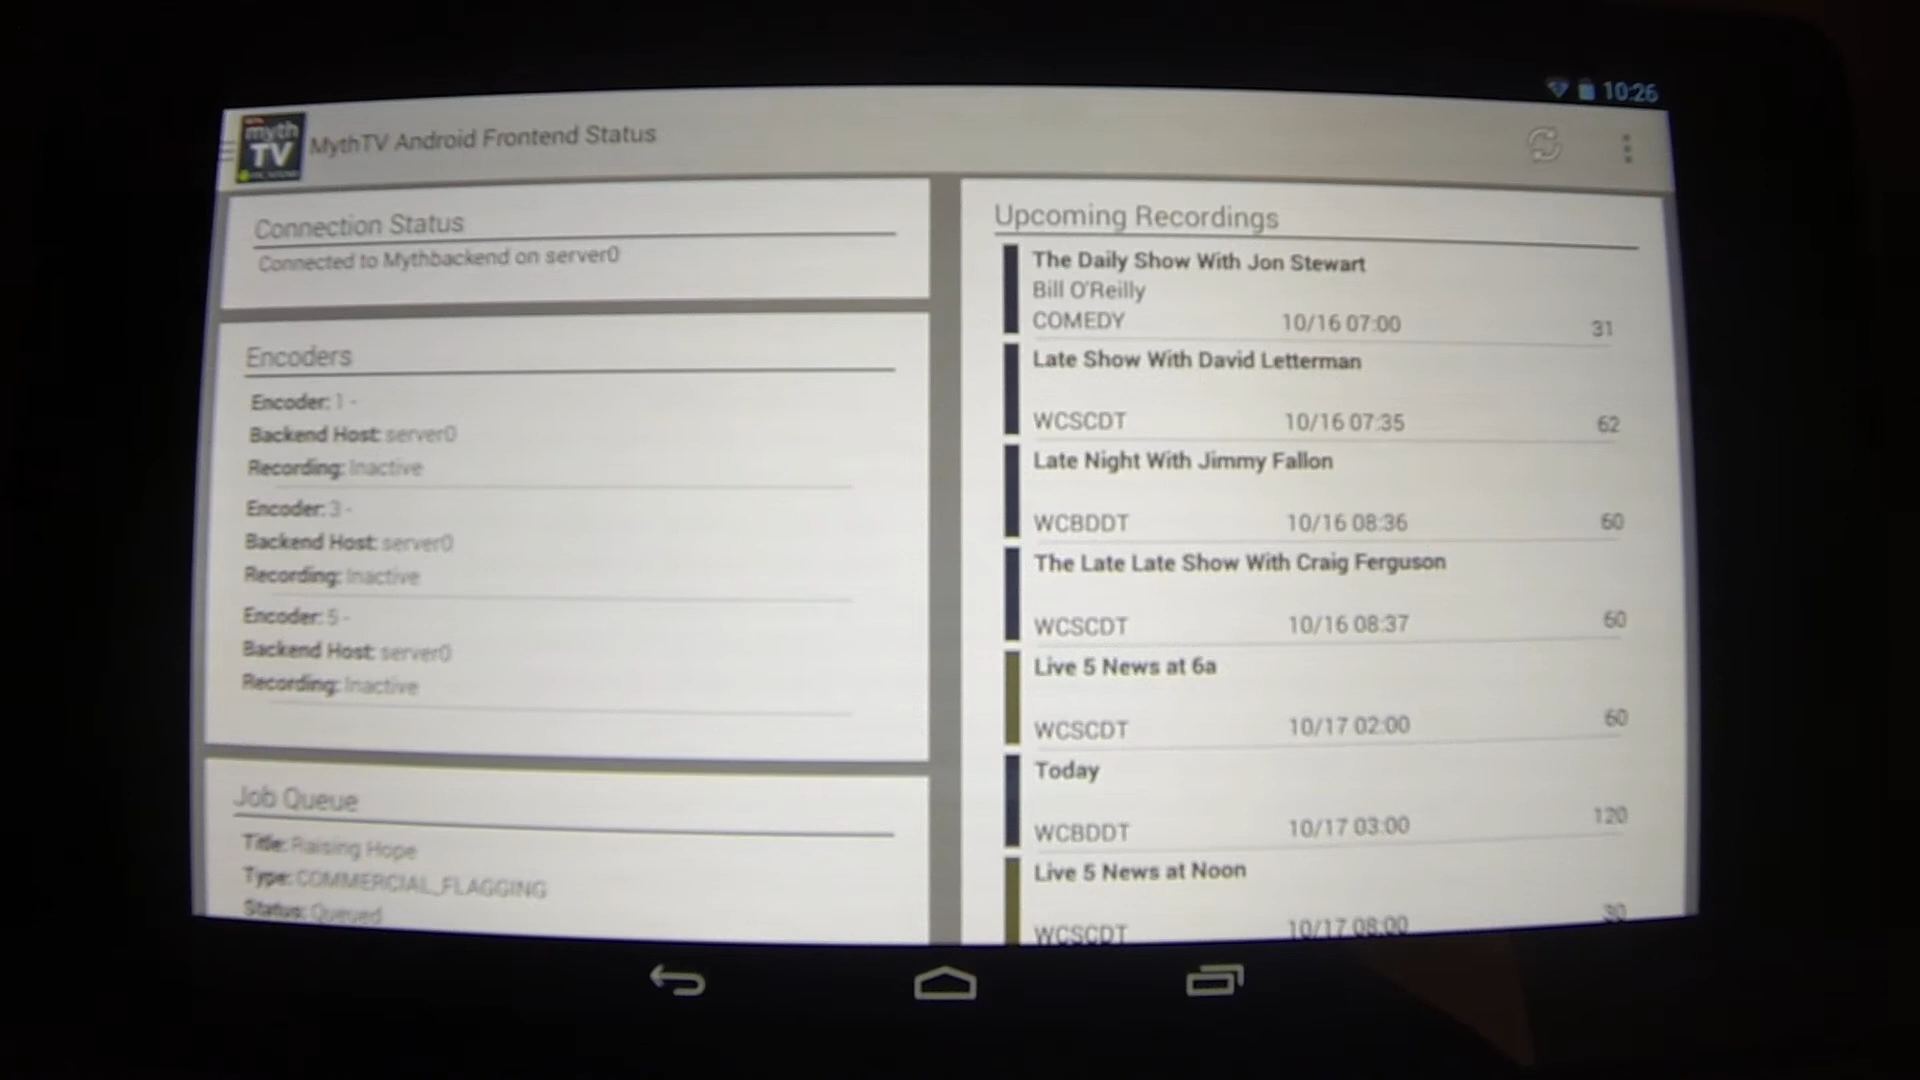 10:26
myth
TV
MythTV Android Frontend Status
Connection Status
Connected to Mythbackend on server0
Encoders
Encoder: 1 -
Backend Host: server0
Recording: Inactive
Encoder: 3 -
Backend Host: server0
Recording: Inactive
Encoder: 5 -
Backend Host: server0
Recording: Inactive
Job Queue
Title: Raising Hope
Type: COMMERCIAL_FLAGGING
Status: Queued
Upcoming Recordings
The Daily Show With Jon Stewart
Bill O'Reilly
COMEDY 10/16 07:00 31
Late Show With David Letterman
WCSCDT 10/16 07:35 62
Late Night With Jimmy Fallon
WCBDDT 10/16 08:36 60
The Late Late Show With Craig Ferguson
WCSCDT 10/16 08:37 60
Live 5 News at 6a
WCSCDT 10/17 02:00 60
Today
WCBDDT 10/17 03:00 120
Live 5 News at Noon
WCSCDT 10/17 08:00 30